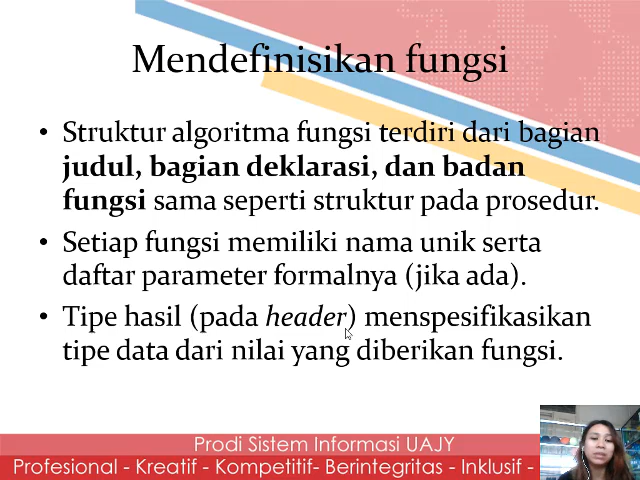 Mendefinisikan fungsi
• Struktur algoritma fungsi terdiri dari bagian
judul, bagian deklarasi, dan badan
fungsi sama seperti struktur pada prosedur.
• Setiap fungsi memiliki nama unik serta
daftar parameter formalnya (jika ada).
• Tipe hasil (pada header) menspesifikasikan
tipe data dari nilai yang diberikan fungsi.
Prodi Sistem Informasi UAJY
Profesional - Kreatif - Kompetitif- Berintegritas - Inklusif -